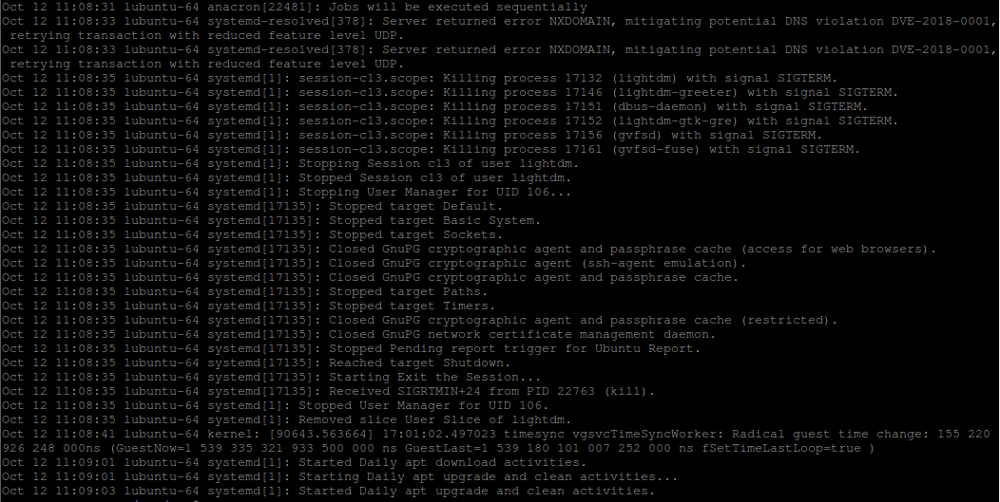 Oct 12 11:08:31 lubuntu-64 anacron[22481]: Jobs will be executed sequentially
Oct 12 11:08:33 lubuntu-64 systemd-resolved[378]: Server returned error NXDOMAIN, mitigating potential DNS violation DVE-2018-0001,
 retrying transaction with reduced feature level UDP.
Oct 12 11:08:33 lubuntu-64 systemd-resolved[378]: Server returned error NXDOMAIN, mitigating potential DNS violation DVE-2018-0001,
 retrying transaction with reduced feature level UDP.
Oct 12 11:08:35 lubuntu-64 systemd[1]: session-c13.scope: Killing process 17132 (lightdm) with signal SIGTERM.
Oct 12 11:08:35 lubuntu-64 systemd[1]: session-c13.scope: Killing process 17146 (lightdm-greeter) with signal SIGTERM.
Oct 12 11:08:35 lubuntu-64 systemd[1]: session-c13.scope: Killing process 17151 (dbus-daemon) with signal SIGTERM.
Oct 12 11:08:35 lubuntu-64 systemd[1]: session-c13.scope: Killing process 17152 (lightdm-gtk-gre) with signal SIGTERM.
Oct 12 11:08:35 lubuntu-64 systemd[1]: session-c13.scope: Killing process 17156 (gvfsd) with signal SIGTERM.
Oct 12 11:08:35 lubuntu-64 systemd[1]: session-c13.scope: Killing process 17161 (gvfsd-fuse) with signal SIGTERM.
Oct 12 11:08:35 lubuntu-64 systemd[1]: Stopping Session c13 of user lightdm.
Oct 12 11:08:35 lubuntu-64 systemd[1]: Stopped Session c13 of user lightdm.
Oct 12 11:08:35 lubuntu-64 systemd[1]: Stopping User Manager for UID 106...
Oct 12 11:08:35 lubuntu-64 systemd[17135]: Stopped target Default.
Oct 12 11:08:35 lubuntu-64 systemd[17135]: Stopped target Basic System.
Oct 12 11:08:35 lubuntu-64 systemd[17135]: Stopped target Sockets.
Oct 12 11:08:35 lubuntu-64 systemd[17135]: Closed GnuPG cryptographic agent and passphrase cache (access for web browsers).
Oct 12 11:08:35 lubuntu-64 systemd[17135]: Closed GnuPG cryptographic agent (ssh-agent emulation).
Oct 12 11:08:35 lubuntu-64 systemd[17135]: Closed GnuPG cryptographic agent and passphrase cache.
Oct 12 11:08:35 lubuntu-64 systemd[17135]: Stopped target Paths.
Oct 12 11:08:35 lubuntu-64 systemd[17135]: Stopped target Timers.
Oct 12 11:08:35 lubuntu-64 systemd[17135]: Closed GnuPG cryptographic agent and passphrase cache (restricted).
Oct 12 11:08:35 lubuntu-64 systemd[17135]: Closed GnuPG network certificate management daemon.
Oct 12 11:08:35 lubuntu-64 systemd[17135]: Stopped Pending report trigger for Ubuntu Report.
Oct 12 11:08:35 lubuntu-64 systemd[17135]: Reached target Shutdown.
Oct 12 11:08:35 lubuntu-64 systemd[17135]: Starting Exit the Session...
Oct 12 11:08:35 lubuntu-64 systemd[17135]: Received SIGRTMIN+24 from PID 22763 (kill).
Oct 12 11:08:35 lubuntu-64 systemd[1]: Stopped User Manager for UID 106.
Oct 12 11:08:35 lubuntu-64 systemd[1]: Removed slice User Slice of lightdm.
Oct 12 11:08:41 lubuntu-64 kernel: [90643.563664] 17:01:02.497023 timesync vgsvcTimeSyncWorker: Radical guest time change: 155 220
926 248 000ns (GuestNow=1 539 335 321 933 500 000 ns GuestLast=1 539 180 101 007 252 000 ns fSetTimeLastLoop=true )
Oct 12 11:09:01 lubuntu-64 systemd[1]: Started Daily apt download activities.
Oct 12 11:09:01 lubuntu-64 systemd[1]: Starting Daily apt upgrade and clean activities...
Oct 12 11:09:03 lubuntu-64 systemd[1]: Started Daily apt upgrade and clean activities.